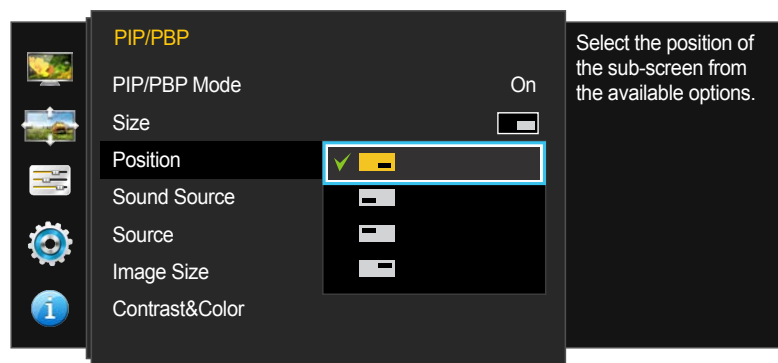 PIP/PBP
PIP/PBP Mode On
Size
Position
Sound Source
Source
Image Size
Contrast&Color
Select the position of
the sub-screen from
the available options.